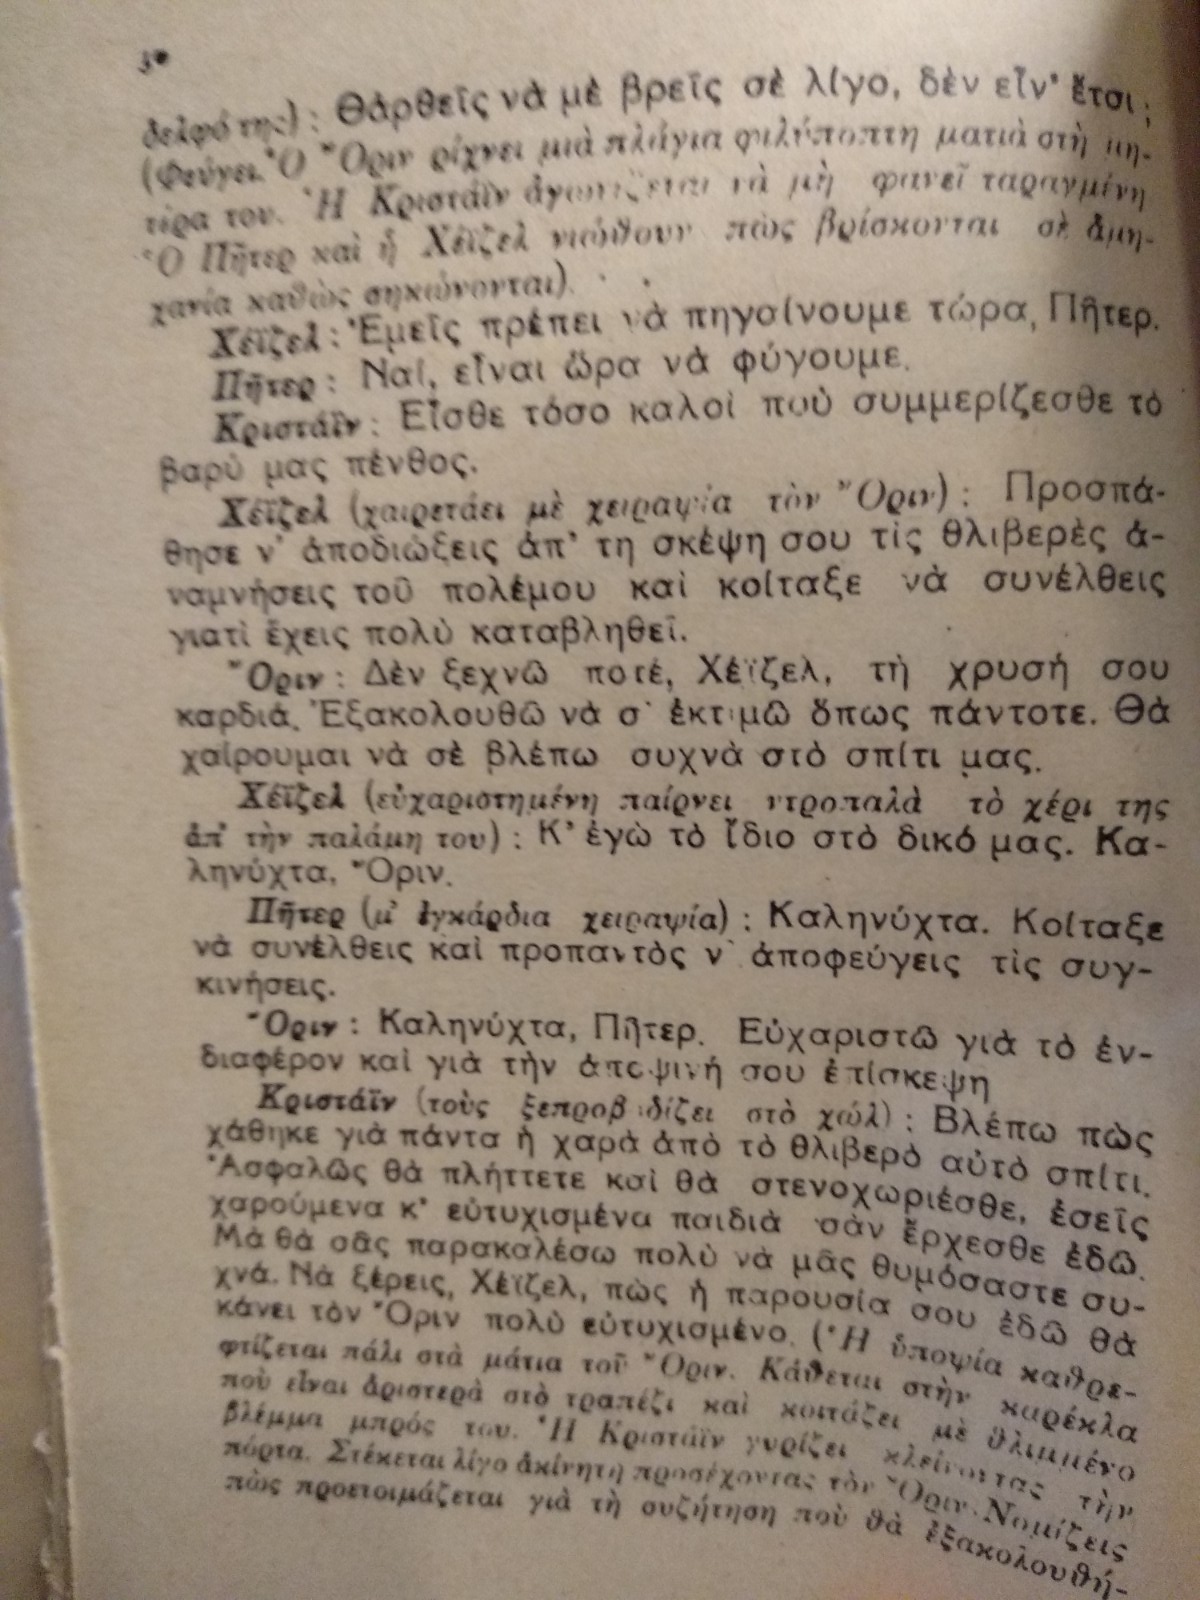 δελφό της) : Θἄρθεῖς νὰ μὲ βρεῖς σὲ λίγο, δὲν εἶν' ἔτσι ;
(Φεύγει. Ὁ Ὄριν ρίχνει μιὰ πλάγια φιλύποπτη ματιὰ στὴ μη-
τέρα του. Ἡ Κριστάϊν ἀγωνίζεται νὰ μὴ φανεῖ ταραγμένη
Ὁ Πῆτερ καὶ ἡ Χέϊζελ νιώθουν πὼς βρίσκονται σὲ ἀμη-
χανία καθὼς σηκώνονται).
Χέϊζελ : Ἐμεῖς πρέπει νὰ πηγαίνουμε τώρα, Πῆτερ.
Πῆτερ : Ναί, εἶναι ὥρα νὰ φύγουμε.
Κριστάϊν : Εἶσθε τόσο καλοὶ ποὺ συμμερίζεσθε τὸ
βαρύ μας πένθος.
Χέϊζελ (χαιρετάει μὲ χειραψία τὸν Ὄριν) : Προσπά-
θησε ν' ἀποδιώξεις ἀπ' τη σκέψη σου τὶς θλιβερὲς ἀ-
ναμνήσεις τοῦ πολέμου καὶ κοίταξε νὰ συνέλθεις
γιατὶ ἔχεις πολὺ καταβληθεῖ.
Ὄριν : Δὲν ξεχνῶ ποτέ, Χέϊζελ, τὴ χρυσή σου
καρδιά. Ἐξακολουθῶ νὰ σ' ἐκτιμῶ ὅπως πάντοτε. Θὰ
χαίρουμαι νὰ σὲ βλέπω συχνὰ στὸ σπίτι μας.
Χέϊζελ (εὐχαριστημένη παίρνει ντροπαλὰ τὸ χέρι της
ἀπ' τὴν παλάμη του) : Κ' ἐγὼ τὸ ἴδιο στὸ δικό μας. Κα-
ληνύχτα, Ὄριν.
Πῆτερ (μ' ἐγκάρδια χειραψία) : Καληνύχτα. Κοίταξε
νὰ συνέλθεις καὶ προπαντὸς ν' ἀποφεύγεις τὶς συγ-
κινήσεις.
Ὄριν : Καληνύχτα, Πῆτερ. Εὐχαριστῶ γιὰ τὸ ἐν-
διαφέρον καὶ γιὰ τὴν ἀποψινή σου ἐπίσκεψη
Κριστάϊν (τοὺς ξεπροβοδίζει στὸ χώλ) : Βλέπω πὼς
χάθηκε γιὰ πάντα ἡ χαρὰ ἀπὸ τὸ θλιβερὸ αὐτὸ σπίτι.
Ἀσφαλῶς θὰ πλήττετε καὶ θὰ στενοχωριέσθε, ἐσεῖς
χαρούμενα κ' εὐτυχισμένα παιδιὰ σὰν ἔρχεσθε ἐδῶ.
Μὰ θὰ σᾶς παρακαλέσω πολὺ νὰ μᾶς θυμόσαστε συ-
χνά. Νὰ ξέρεις, Χέϊζελ, πὼς ἡ παρουσία σου ἐδῶ θὰ
κάνει τὸν Ὄριν πολὺ εὐτυχισμένο. (Ἡ ὑποψία καθρε-
φτίζεται πάλι στὰ μάτια τοῦ Ὄριν. Κάθεται στὴν καρέκλα
ποὺ εἶναι ἀριστερὰ στὸ τραπέζι καὶ κοιτάζει μὲ θλιμμένο
βλέμμα μπρός του. Ἡ Κριστάϊν γυρίζει κλείνοντας τὴν
πόρτα. Στέκεται λίγο ἀκίνητη προσέχοντας τὸν Ὄριν. Νομίζεις
πὼς προετοιμάζεται γιὰ τὴ συζήτηση ποὺ θὰ ἐξακολουθή-